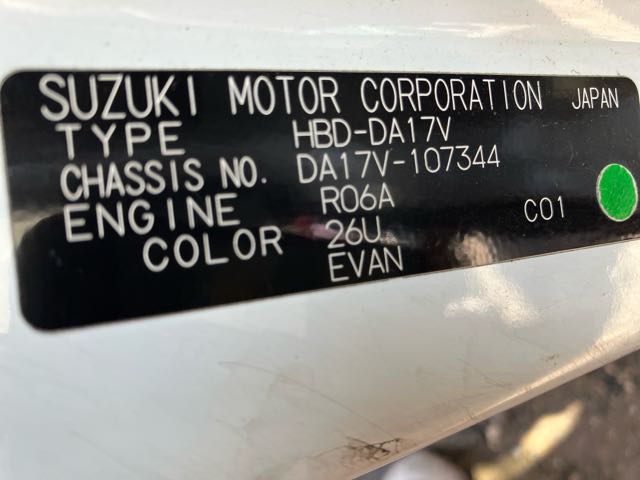 SUZUKI MOTOR CORPORATION JAPAN
TYPE HBD-DA17V
CHASSIS NO. DA17V-107344
ENGINE R06A C01
COLOR 26U
EVAN